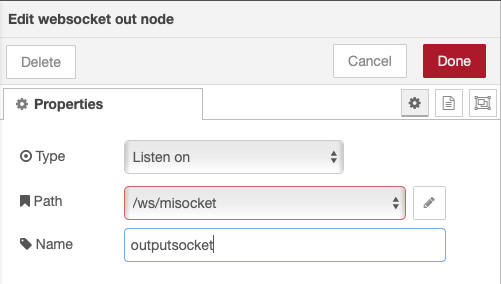 Edit websocket out node
Delete Cancel Done
Properties
Type Listen on
Path /ws/misocket
Name outputsocket